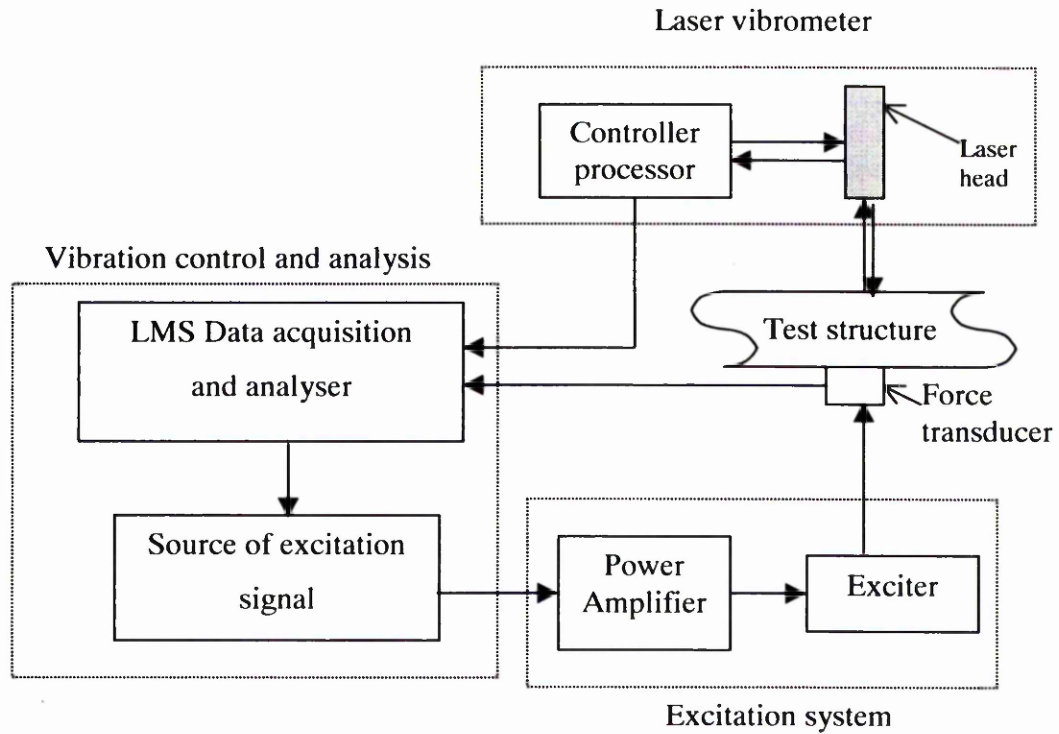 Laser vibrometer
Controller
processor
Laser
head
Vibration control and analysis
LMS Data acquisition
and analyser
Test structure
Force
transducer
Source of excitation
signal
Power
Amplifier
Exciter
Excitation system